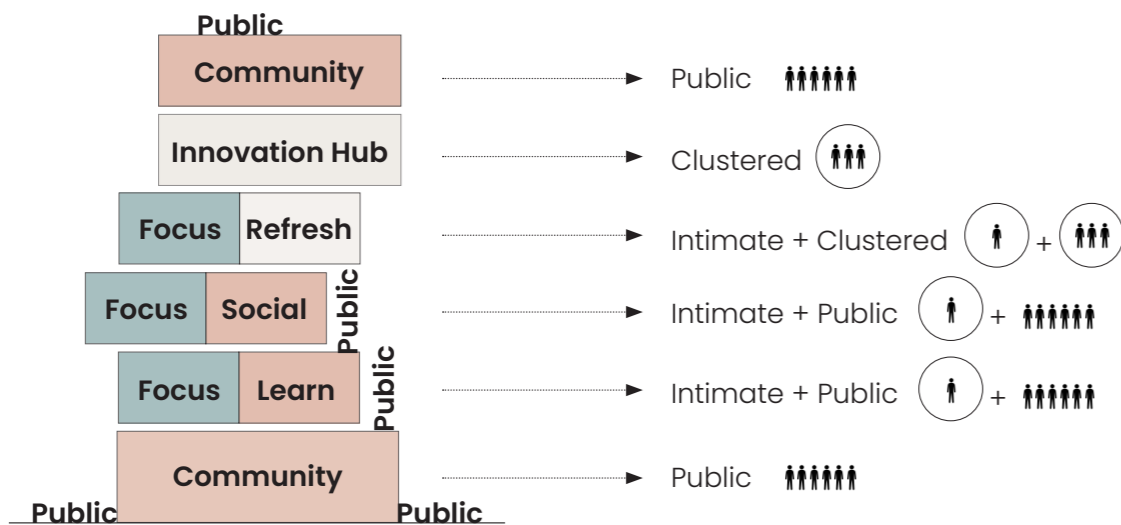 Public
Community
Public
Innovation Hub
Clustered
Focus
Refresh
Intimate + Clustered
+
Focus
Social
Public
Intimate + Public
+
Focus
Learn
Public
Intimate + Public
+
Community
Public
Public
Public